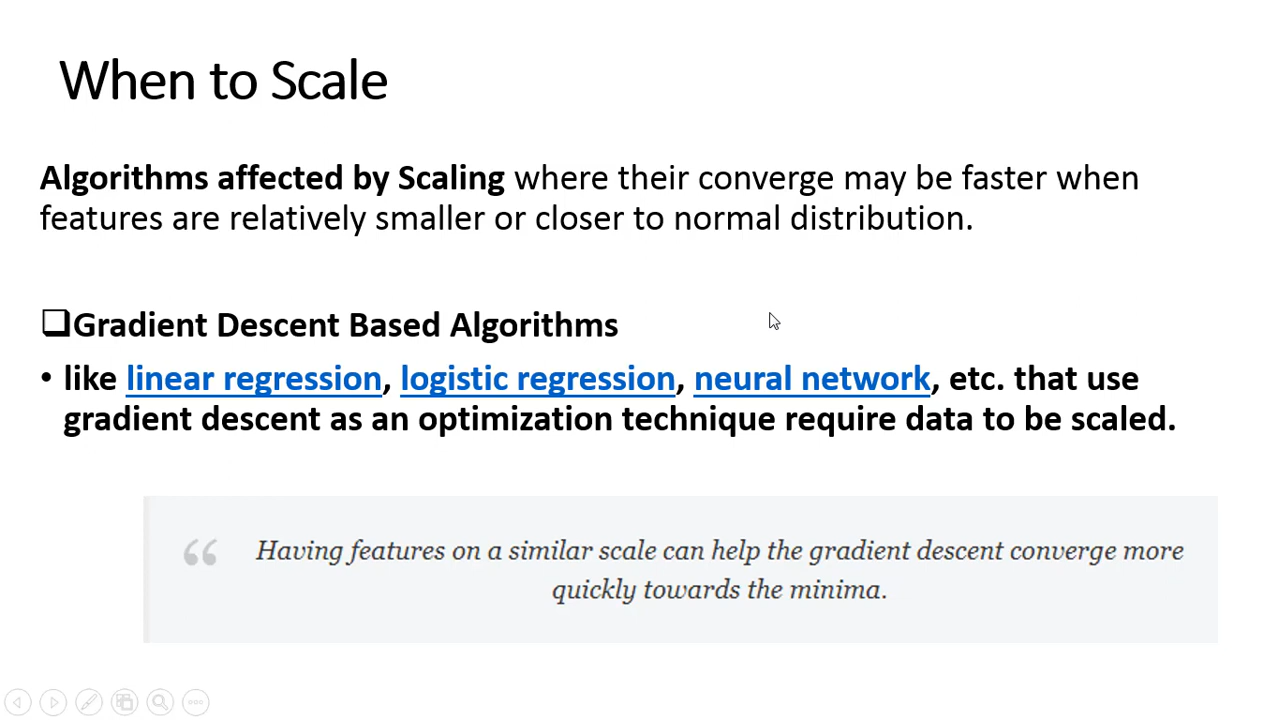 When to Scale
Algorithms affected by Scaling where their converge may be faster when
features are relatively smaller or closer to normal distribution.
❑Gradient Descent Based Algorithms
• like linear regression, logistic regression, neural network, etc. that use
gradient descent as an optimization technique require data to be scaled.
“ Having features on a similar scale can help the gradient descent converge more
quickly towards the minima.